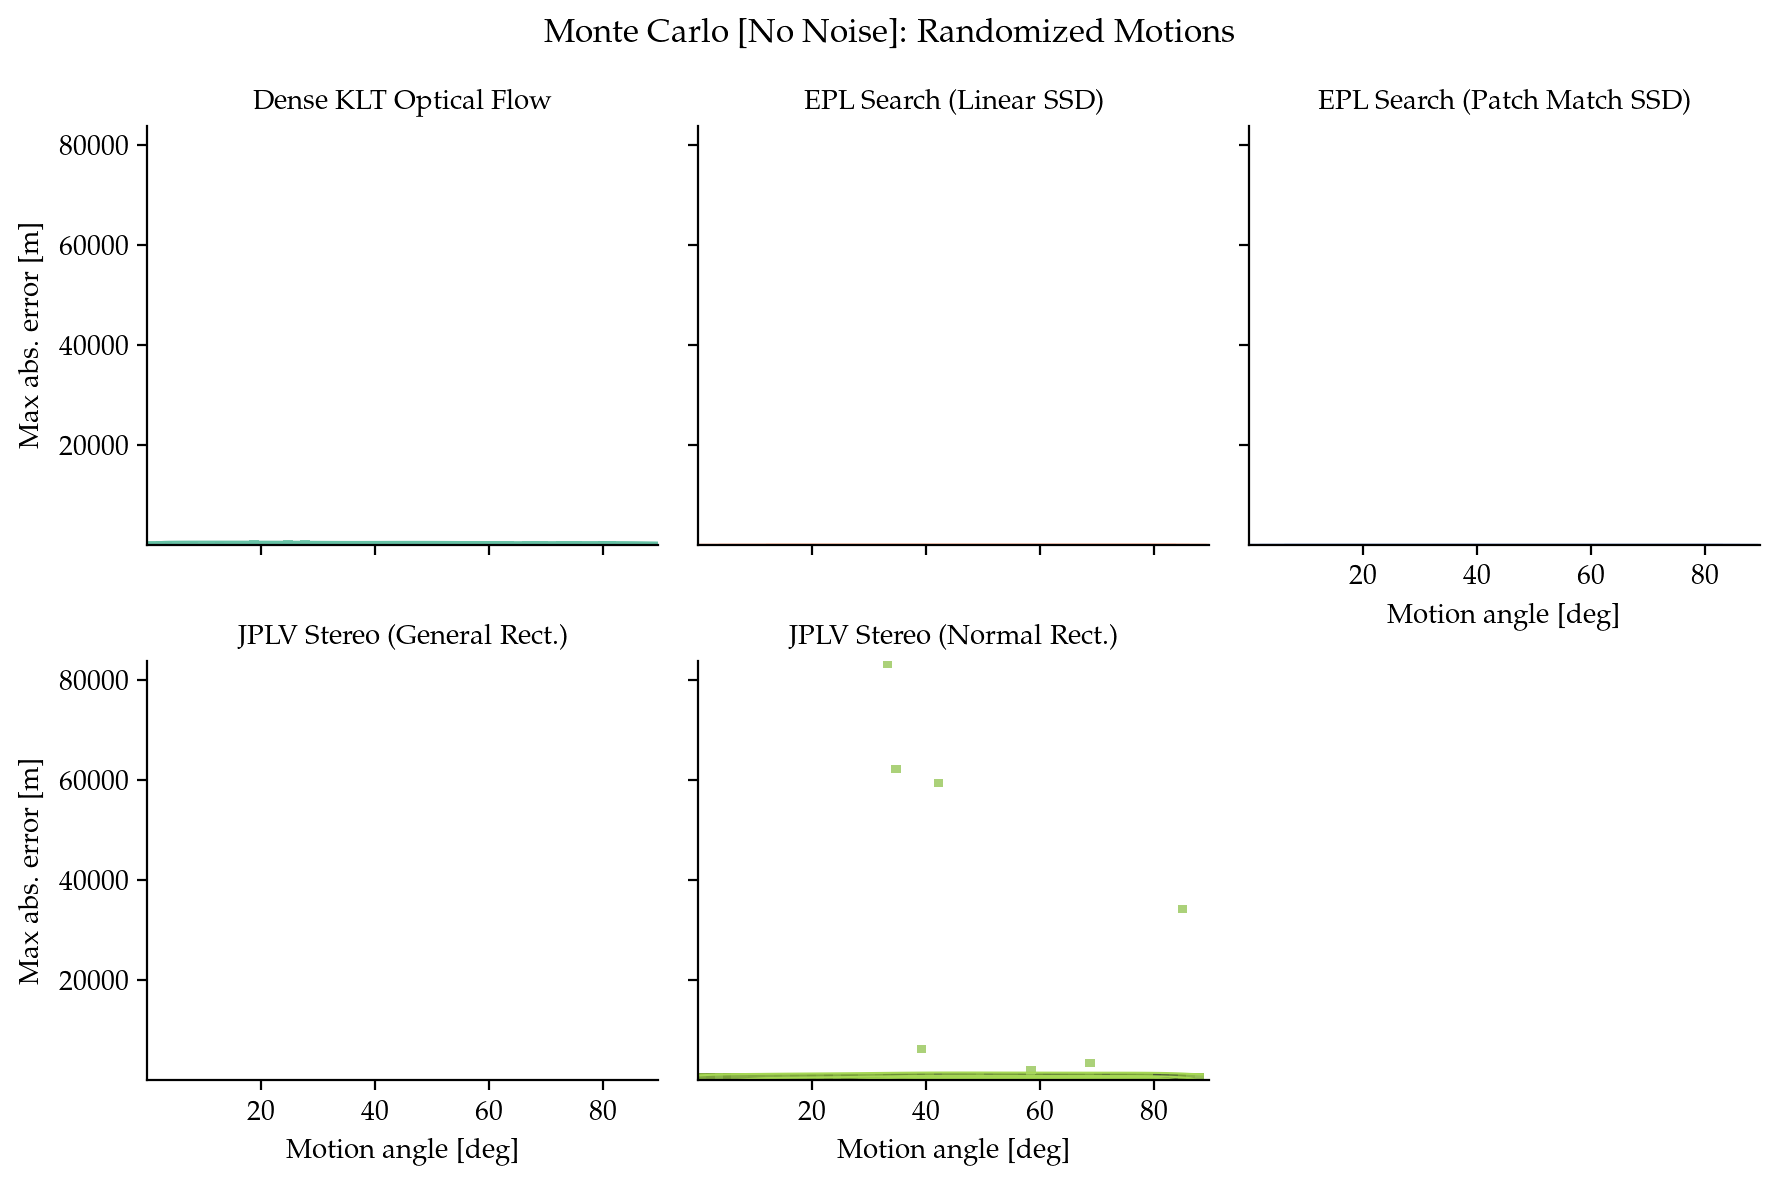 Monte Carlo [No Noise]: Randomized Motions
Dense KLT Optical Flow
EPL Search (Linear SSD)
EPL Search (Patch Match SSD)
80000
60000
40000
20000
Max abs. error [m]
20 40 60 80
Motion angle [deg]
JPLV Stereo (General Rect.)
JPLV Stereo (Normal Rect.)
80000
60000
40000
20000
Max abs. error [m]
20 40 60 80
20 40 60 80
Motion angle [deg]
Motion angle [deg]